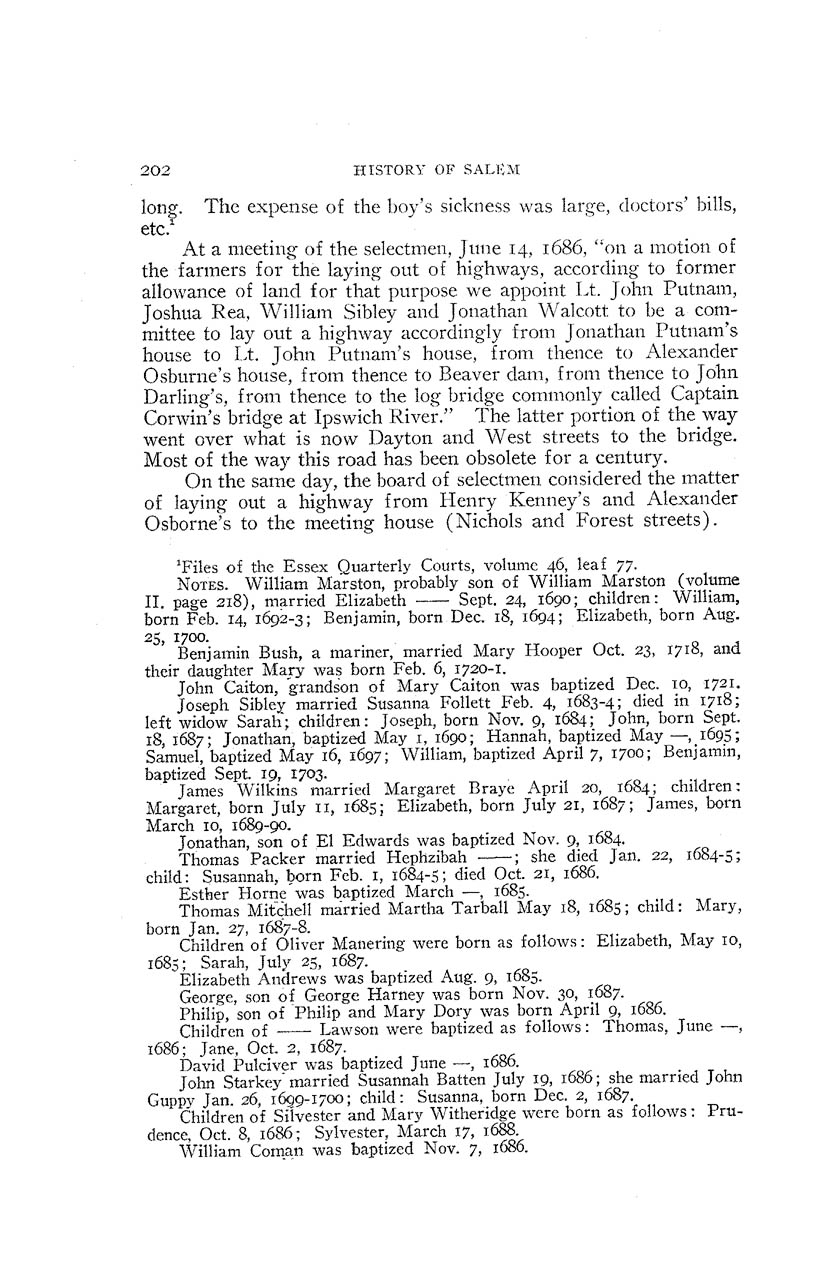 202 HISTORY OF SALEM
long. The expense of the boy's sickness was large, doctors' bills,
etc.¹
At a meeting of the selectmen, June 14, 1686, "on a motion of
the farmers for the laying out of highways, according to former
allowance of land for that purpose we appoint Lt. John Putnam,
Joshua Rea, William Sibley and Jonathan Walcott to be a com-
mittee to lay out a highway accordingly from Jonathan Putnam's
house to Lt. John Putnam's house, from thence to Alexander
Osburne's house, from thence to Beaver dam, from thence to John
Darling's, from thence to the log bridge commonly called Captain
Corwin's bridge at Ipswich River." The latter portion of the way
went over what is now Dayton and West streets to the bridge.
Most of the way this road has been obsolete for a century.
On the same day, the board of selectmen considered the matter
of laying out a highway from Henry Kenney's and Alexander
Osborne's to the meeting house (Nichols and Forest streets).
¹Files of the Essex Quarterly Courts, volume 46, leaf 77.
NOTES. William Marston, probably son of William Marston (volume
II, page 218), married Elizabeth —— Sept. 24, 1690; children: William,
born Feb. 14, 1692-3; Benjamin, born Dec. 18, 1694; Elizabeth, born Aug.
25, 1700.
Benjamin Bush, a mariner, married Mary Hooper Oct. 23, 1718, and
their daughter Mary was born Feb. 6, 1720-1.
John Caiton, grandson of Mary Caiton was baptized Dec. 10, 1721.
Joseph Sibley married Susanna Follett Feb. 4, 1683-4; died in 1718;
left widow Sarah; children: Joseph, born Nov. 9, 1684; John, born Sept.
18, 1687; Jonathan, baptized May 1, 1690; Hannah, baptized May —, 1695;
Samuel, baptized May 16, 1697; William, baptized April 7, 1700; Benjamin,
baptized Sept. 19, 1703.
James Wilkins married Margaret Braye April 20, 1684; children:
Margaret, born July 11, 1685; Elizabeth, born July 21, 1687; James, born
March 10, 1689-90.
Jonathan, son of El Edwards was baptized Nov. 9, 1684.
Thomas Packer married Hephzibah ——; she died Jan. 22, 1684-5;
child: Susannah, born Feb. 1, 1684-5; died Oct. 21, 1686.
Esther Horne was baptized March —, 1685.
Thomas Mitchell married Martha Tarball May 18, 1685; child: Mary,
born Jan. 27, 1687-8.
Children of Oliver Manering were born as follows: Elizabeth, May 10,
1685; Sarah, July 25, 1687.
Elizabeth Andrews was baptized Aug. 9, 1685.
George, son of George Harney was born Nov. 30, 1687.
Philip, son of Philip and Mary Dory was born April 9, 1686.
Children of —— Lawson were baptized as follows: Thomas, June —,
1686; Jane, Oct. 2, 1687.
David Pulciver was baptized June —, 1686.
John Starkey married Susannah Batten July 19, 1686; she married John
Guppy Jan. 26, 1699-1700; child: Susanna, born Dec. 2, 1687.
Children of Silvester and Mary Witheridge were born as follows: Pru-
dence, Oct. 8, 1686; Sylvester, March 17, 1688.
William Coman was baptized Nov. 7, 1686.